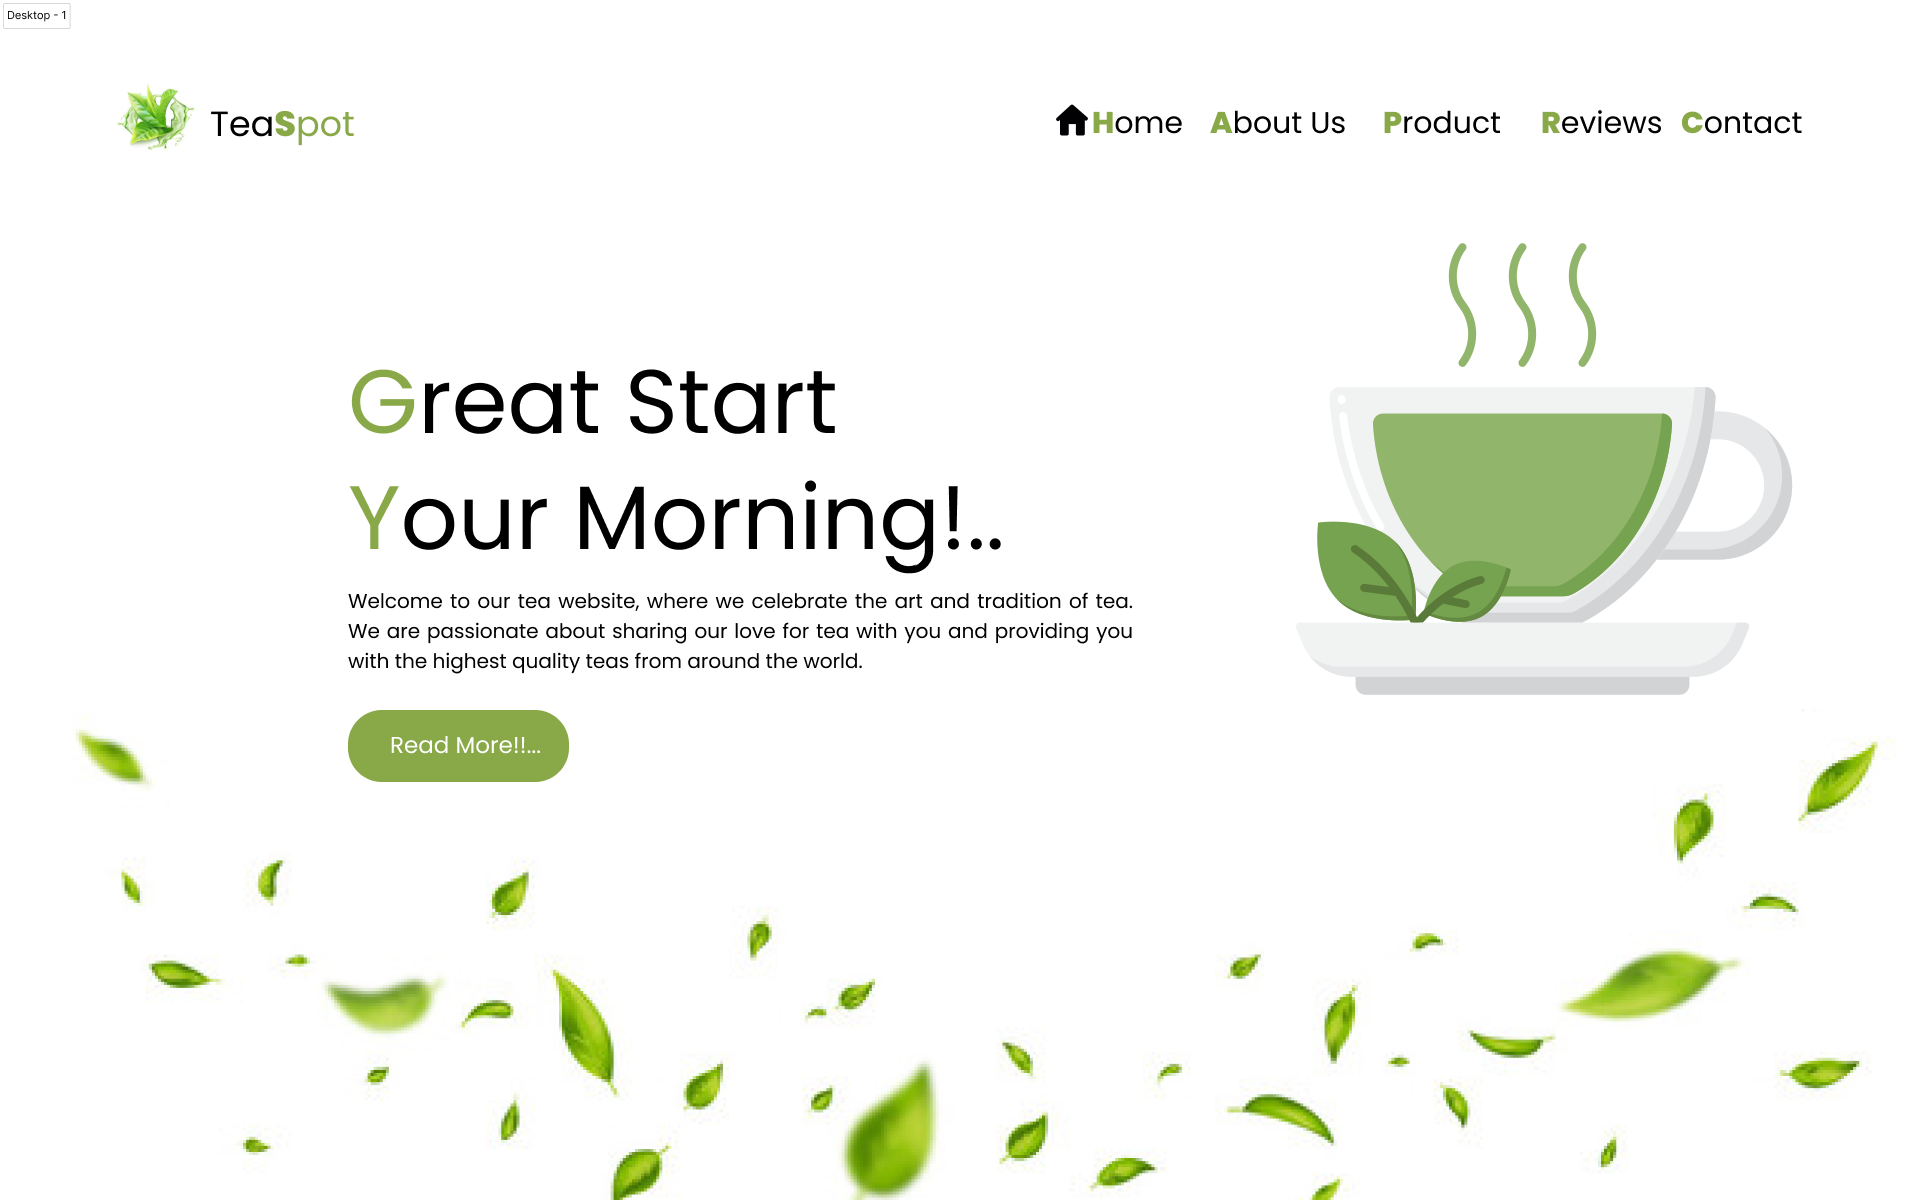 Desktop - 1
TeaSpot
Home About Us Product Reviews Contact
Great Start
Your Morning!..
Welcome to our tea website, where we celebrate the art and tradition of tea.
We are passionate about sharing our love for tea with you and providing you
with the highest quality teas from around the world.
Read More!!...